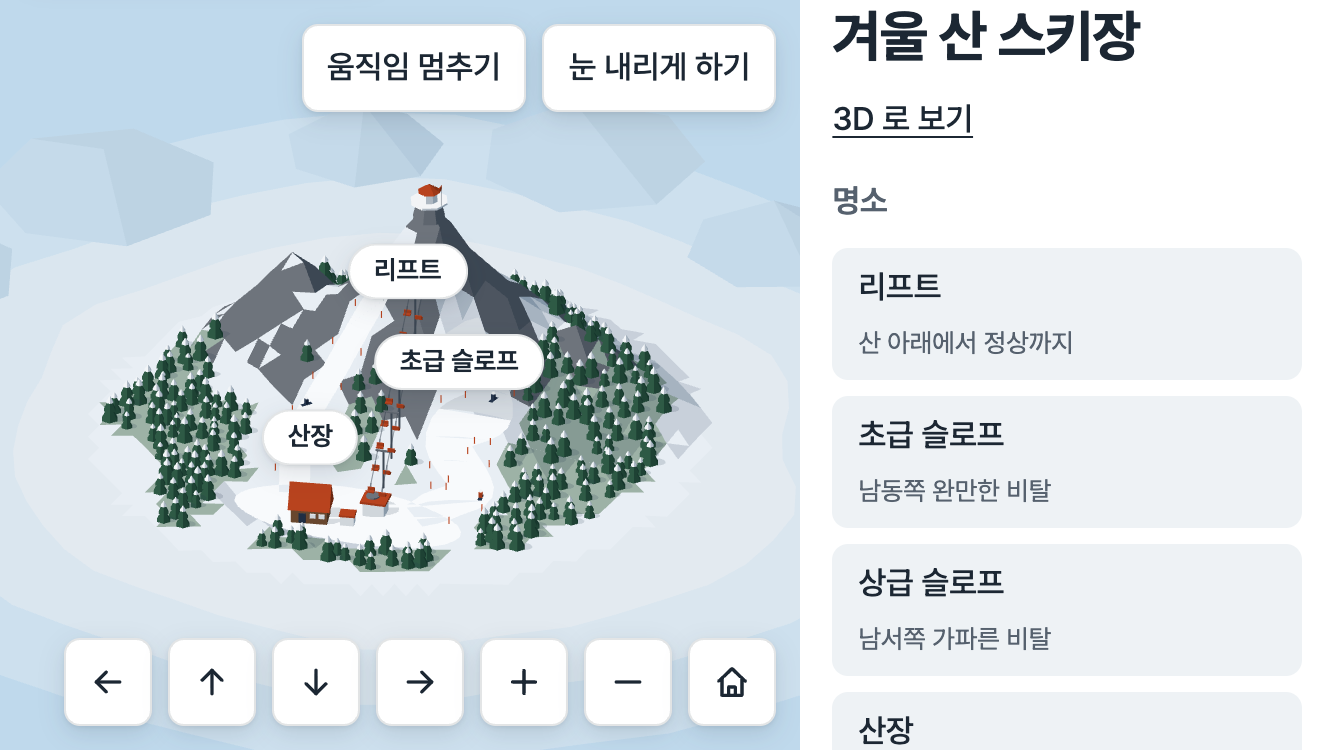 움직임 멈추기
눈 내리게 하기
리프트
초급 슬로프
산장
겨울 산 스키장
3D 로 보기
명소
리프트
산 아래에서 정상까지
초급 슬로프
남동쪽 완만한 비탈
상급 슬로프
남서쪽 가파른 비탈
산장